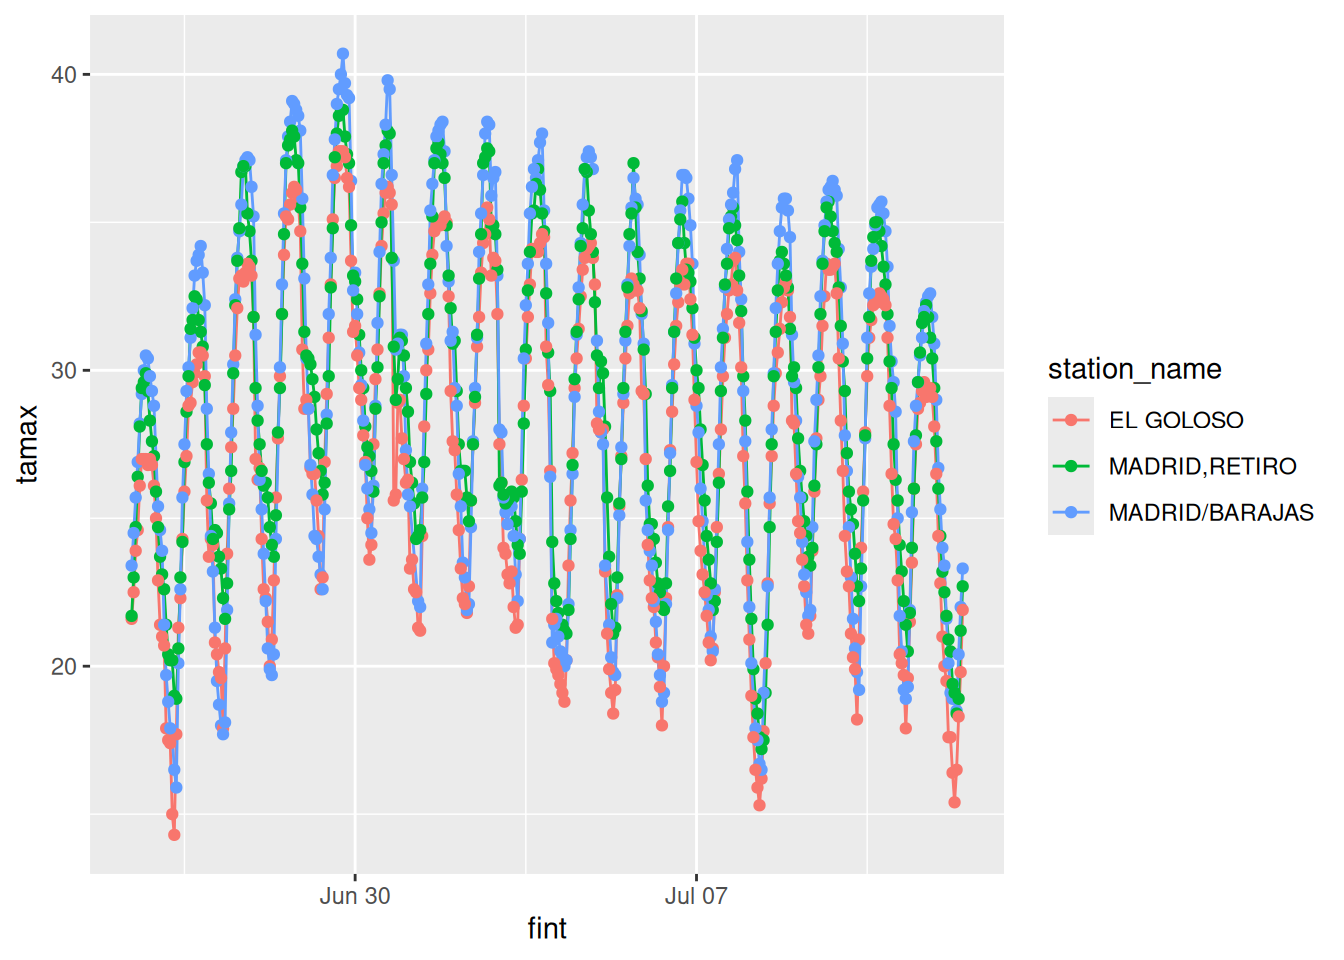 tamax
40
30
20
Jun 30
Jul 07
fint
station_name
EL GOLOSO
MADRID,RETIRO
MADRID/BARAJAS